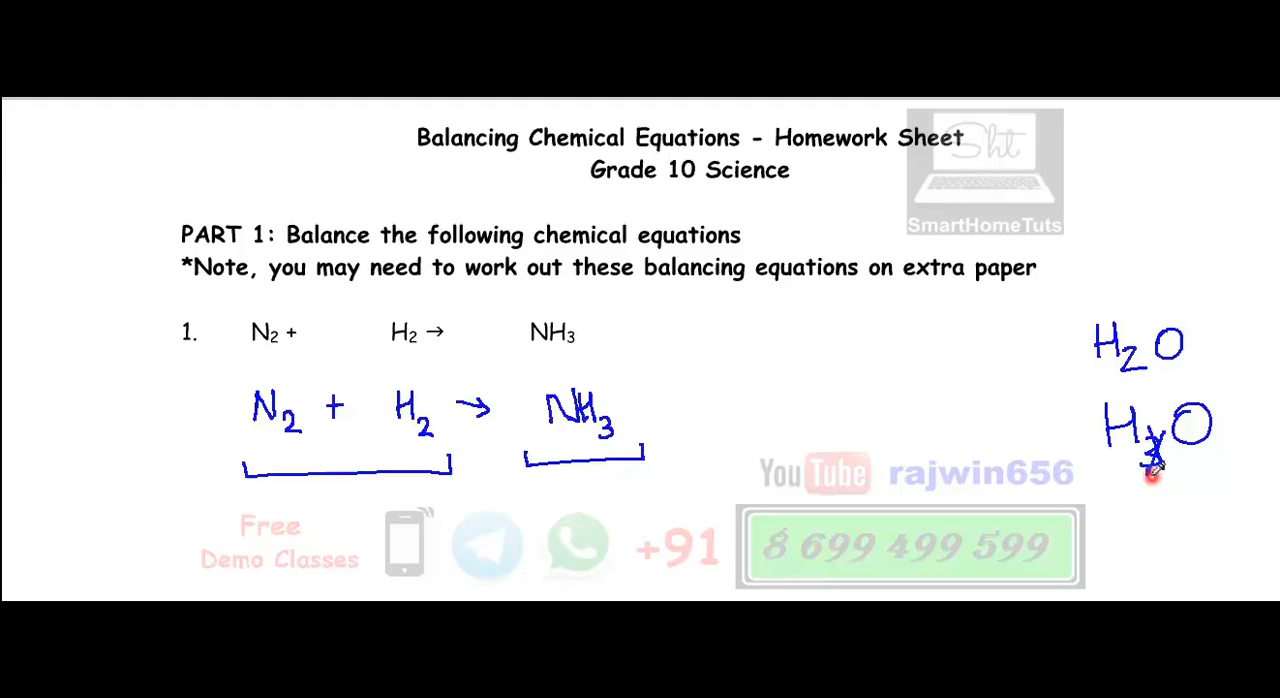 Balancing Chemical Equations - Homework Sheet
Grade 10 Science
Sht
SmartHomeTuts
PART 1: Balance the following chemical equations
*Note, you may need to work out these balancing equations on extra paper
1. N2 + H2 → NH3
H2O
N2 + H2 → NH3
HO
YouTube rajwin656
Free
Demo Classes
+91 8 699 499 599